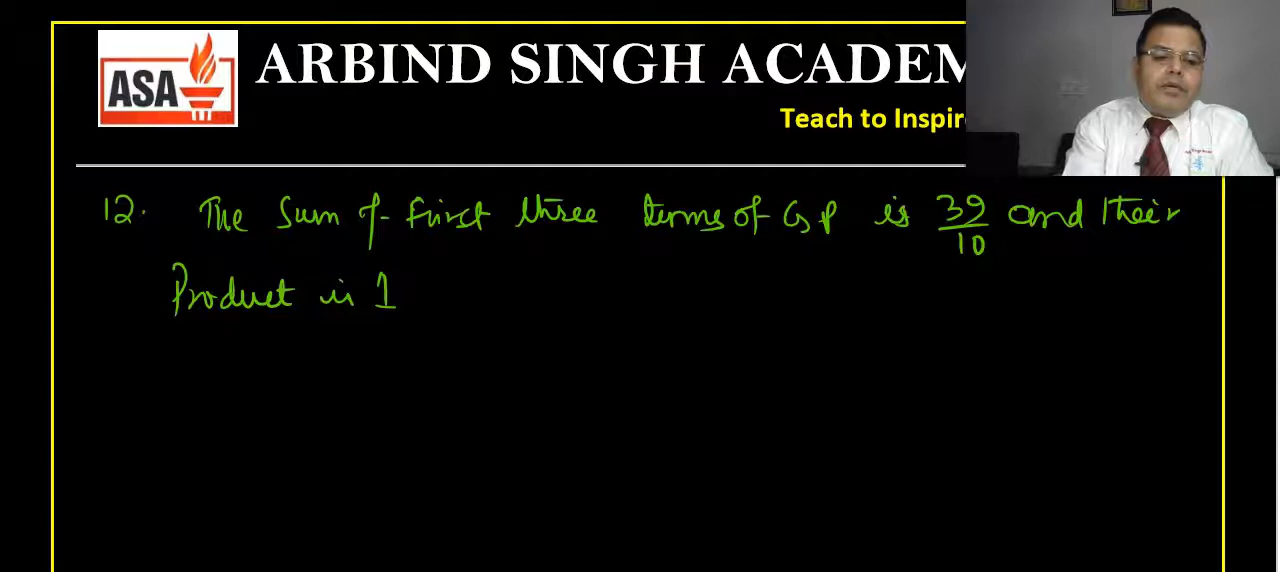 ASA
ARBIND SINGH ACADEM
Teach to Inspir
12. The Sum of first three terms of G.P is 39/10 and their
Product is 1